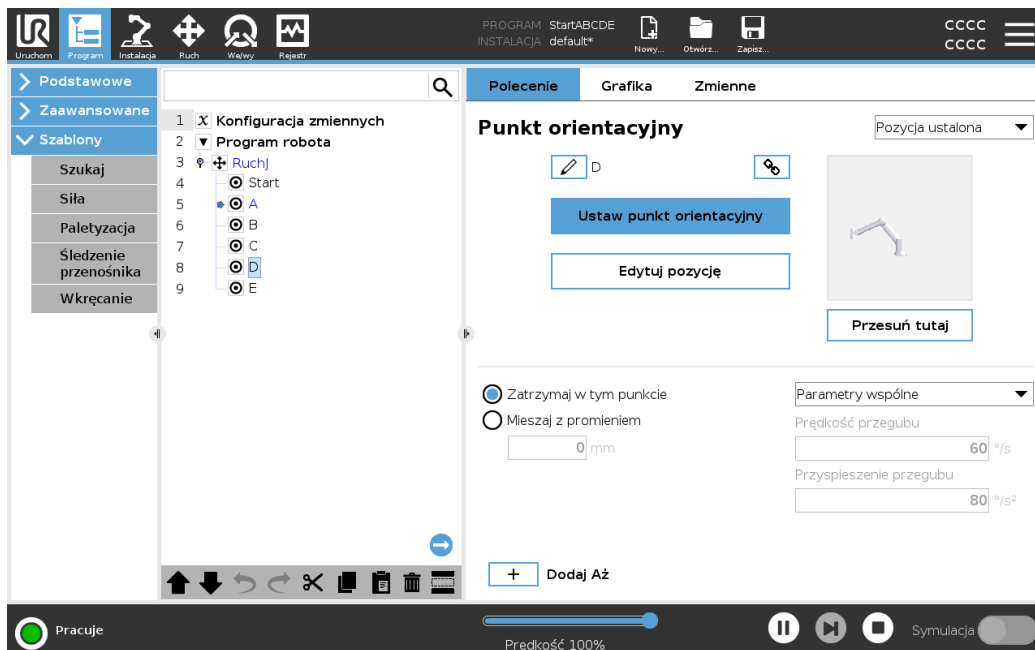 PROGRAM StartABCDE
INSTALACJA default*
CCCC
CCCC
Uruchom
Program
Instalacja
Ruch
We/wy
Rejestr
Nowy...
Otwórz...
Zapisz...
Podstawowe
Zaawansowane
Szablony
Szukaj
Siła
Paletyzacja
Śledzenie
przenośnika
Wkręcanie
1 X Konfiguracja zmiennych
2 Program robota
3 RuchJ
4 Start
5 A
6 B
7 C
8 D
9 E
Polecenie
Grafika
Zmienne
Punkt orientacyjny
Pozycja ustalona
D
Ustaw punkt orientacyjny
Edytuj pozycję
Przesuń tutaj
Zatrzymaj w tym punkcie
Mieszaj z promieniem
0 mm
Parametry wspólne
Prędkość przegubu
60 °/s
Przyspieszenie przegubu
80 °/s²
+ Dodaj Aż
Pracuje
Prędkość 100%
Symulacja